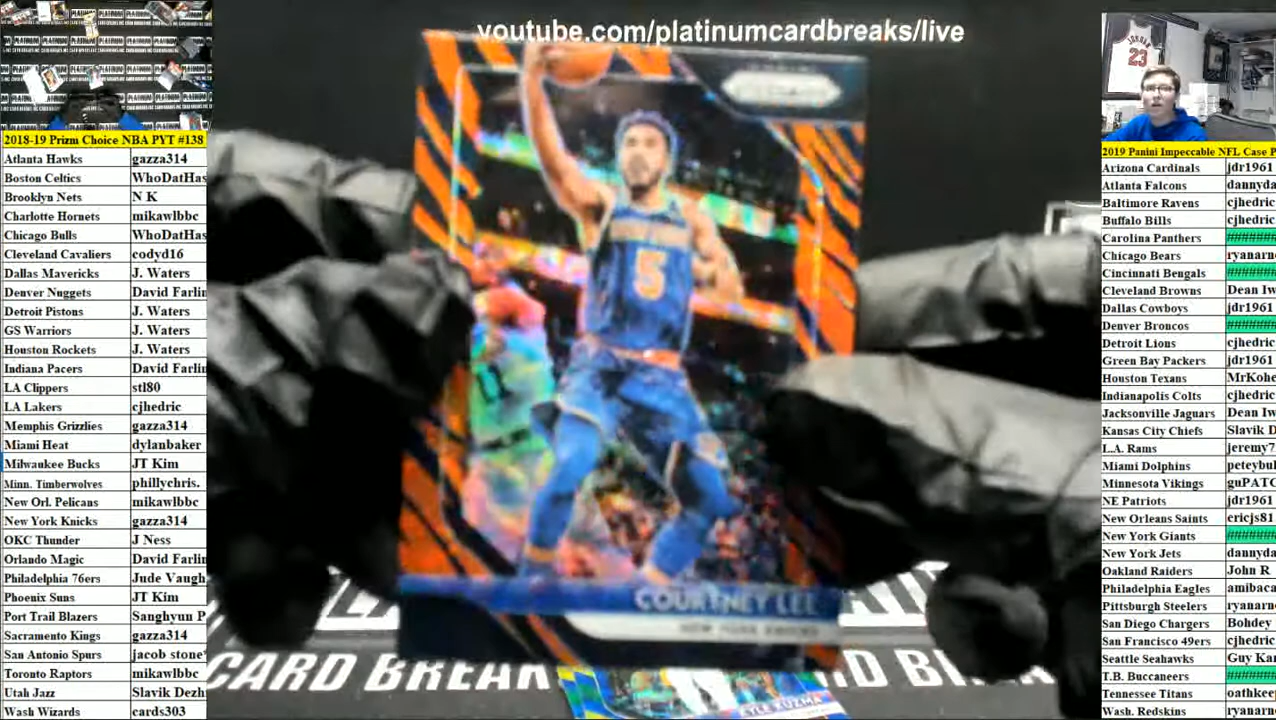 youtube.com/platinumcardbreaks/live
2018-19 Prizm Choice NBA PYT #138
Atlanta Hawks gazza314
Boston Celtics WhoDatHas
Brooklyn Nets N K
Charlotte Hornets mikawlbbc
Chicago Bulls WhoDatHas
Cleveland Cavaliers codyd16
Dallas Mavericks J. Waters
Denver Nuggets David Farlin
Detroit Pistons J. Waters
GS Warriors J. Waters
Houston Rockets J. Waters
Indiana Pacers David Farlin
LA Clippers stl80
LA Lakers cjhedric
Memphis Grizzlies gazza314
Miami Heat dylanbaker
Milwaukee Bucks JT Kim
Minn. Timberwolves phillychris.
New Orl. Pelicans mikawlbbc
New York Knicks gazza314
OKC Thunder J Ness
Orlando Magic David Farlin
Philadelphia 76ers Jude Vaugh
Phoenix Suns JT Kim
Port Trail Blazers Sanghyun P
Sacramento Kings gazza314
San Antonio Spurs jacob stone*
Toronto Raptors mikawlbbc
Utah Jazz Slavik Dezh
Wash Wizards cards303
5
COURTNEY LEE
KYLE KUZMA
CARD BREA
RD B
23
2019 Panini Impeccable NFL Case P
Arizona Cardinals jdr1961
Atlanta Falcons dannyda
Baltimore Ravens cjhedric
Buffalo Bills cjhedric
Carolina Panthers #######
Chicago Bears ryanarn
Cincinnati Bengals #######
Cleveland Browns Dean Iw
Dallas Cowboys jdr1961
Denver Broncos #######
Detroit Lions cjhedric
Green Bay Packers jdr1961
Houston Texans MrKohe
Indianapolis Colts cjhedric
Jacksonville Jaguars Dean Iw
Kansas City Chiefs Slavik D
L.A. Rams jeremy7
Miami Dolphins peteybul
Minnesota Vikings guPATC
NE Patriots jdr1961
New Orleans Saints ericjs81
New York Giants #######
New York Jets dannyda
Oakland Raiders John R
Philadelphia Eagles amibaca
Pittsburgh Steelers ryanarn
San Diego Chargers Bohdey
San Francisco 49ers cjhedric
Seattle Seahawks Guy Kar
T.B. Buccaneers #######
Tennessee Titans oathkee
Wash. Redskins ryanarn